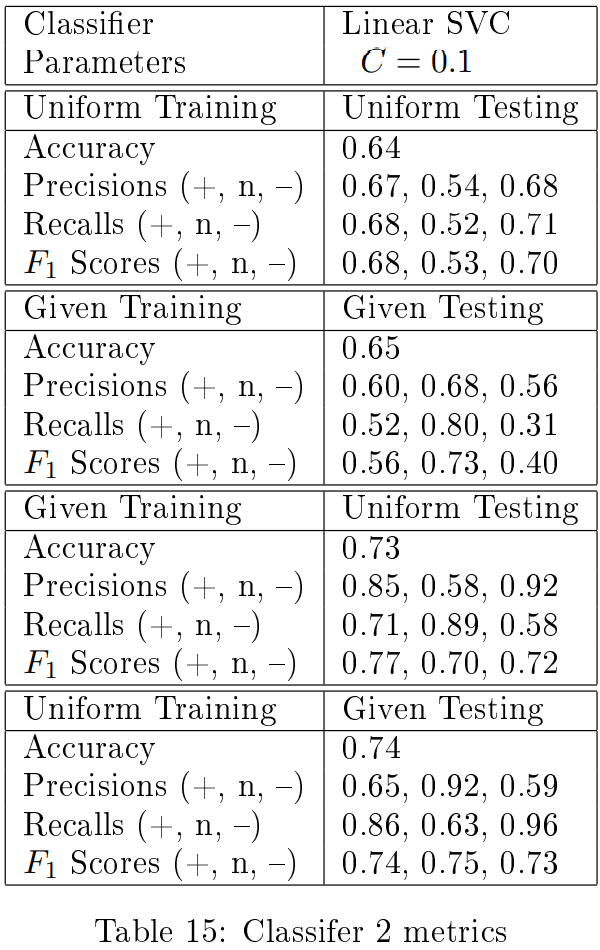 Classifier Linear SVC
Parameters C = 0.1
Uniform Training Uniform Testing
Accuracy 0.64
Precisions (+, n, –) 0.67, 0.54, 0.68
Recalls (+, n, –) 0.68, 0.52, 0.71
F1 Scores (+, n, –) 0.68, 0.53, 0.70
Given Training Given Testing
Accuracy 0.65
Precisions (+, n, –) 0.60, 0.68, 0.56
Recalls (+, n, –) 0.52, 0.80, 0.31
F1 Scores (+, n, –) 0.56, 0.73, 0.40
Given Training Uniform Testing
Accuracy 0.73
Precisions (+, n, –) 0.85, 0.58, 0.92
Recalls (+, n, –) 0.71, 0.89, 0.58
F1 Scores (+, n, –) 0.77, 0.70, 0.72
Uniform Training Given Testing
Accuracy 0.74
Precisions (+, n, –) 0.65, 0.92, 0.59
Recalls (+, n, –) 0.86, 0.63, 0.96
F1 Scores (+, n, –) 0.74, 0.75, 0.73
Table 15: Classifer 2 metrics